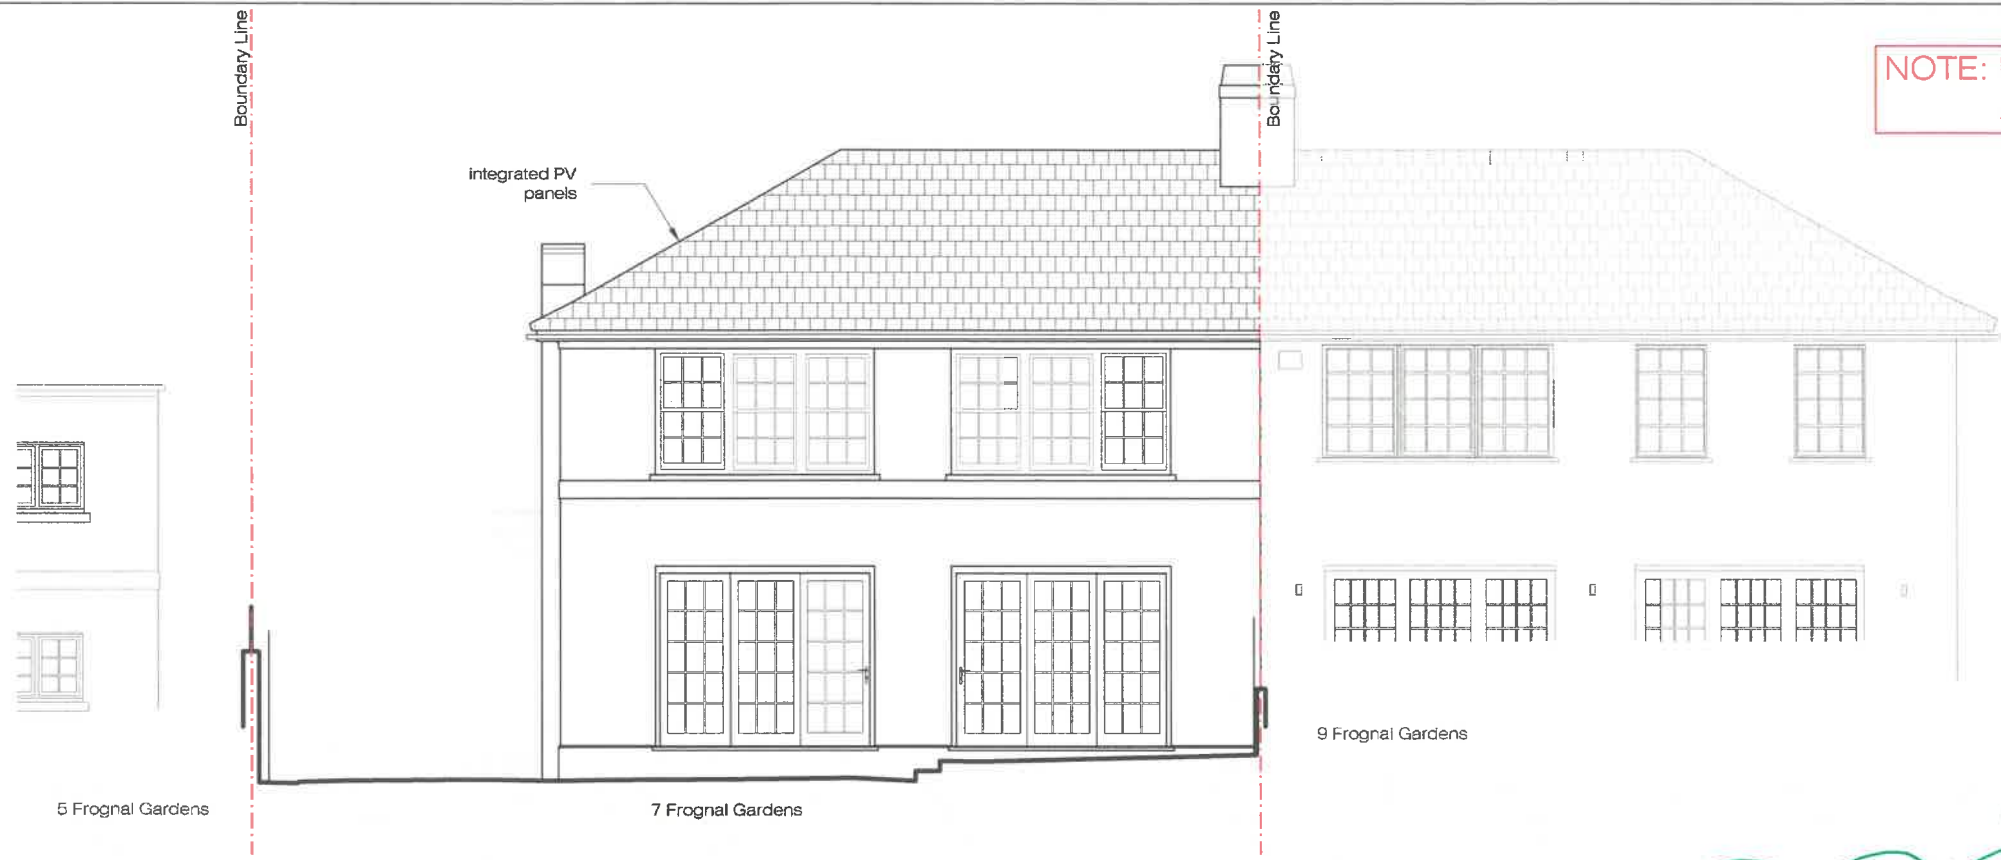 Boundary Line
Boundary Line
NOTE:
integrated PV
panels
9 Frognal Gardens
5 Frognal Gardens
7 Frognal Gardens